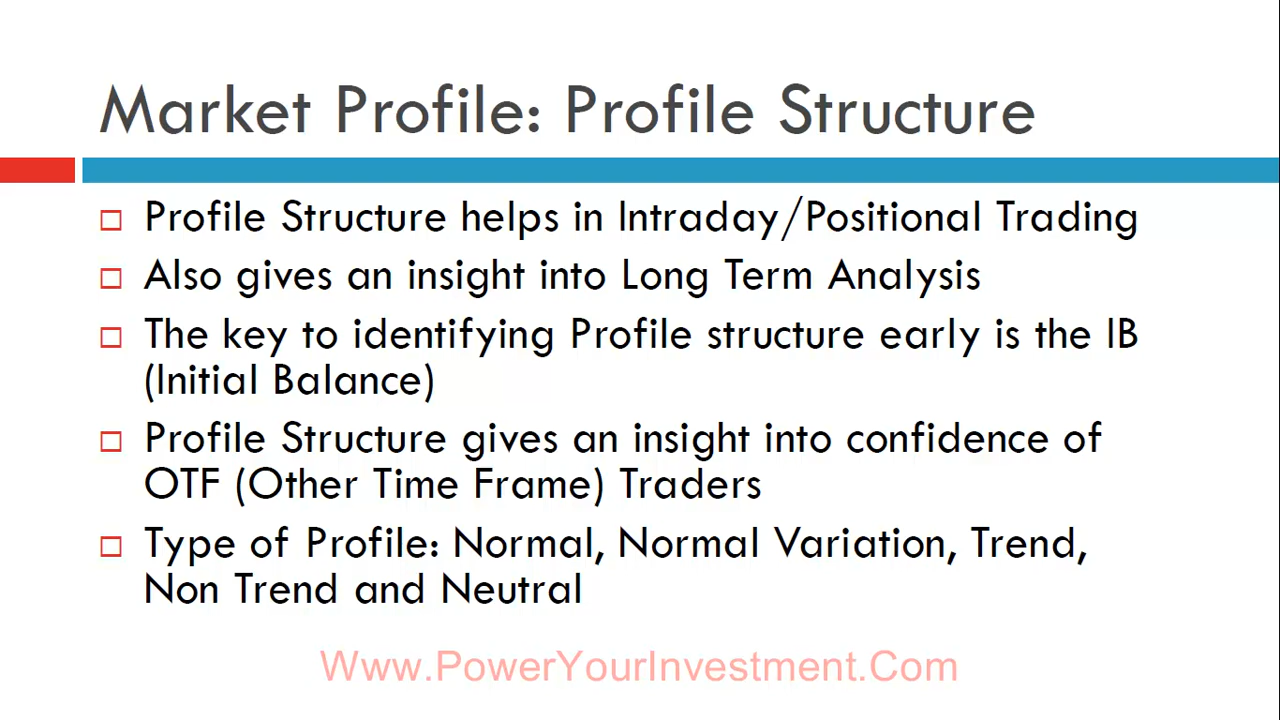 Market Profile: Profile Structure
Profile Structure helps in Intraday/Positional Trading
Also gives an insight into Long Term Analysis
The key to identifying Profile structure early is the IB
(Initial Balance)
Profile Structure gives an insight into confidence of
OTF (Other Time Frame) Traders
Type of Profile: Normal, Normal Variation, Trend,
Non Trend and Neutral
Www.PowerYourInvestment.Com